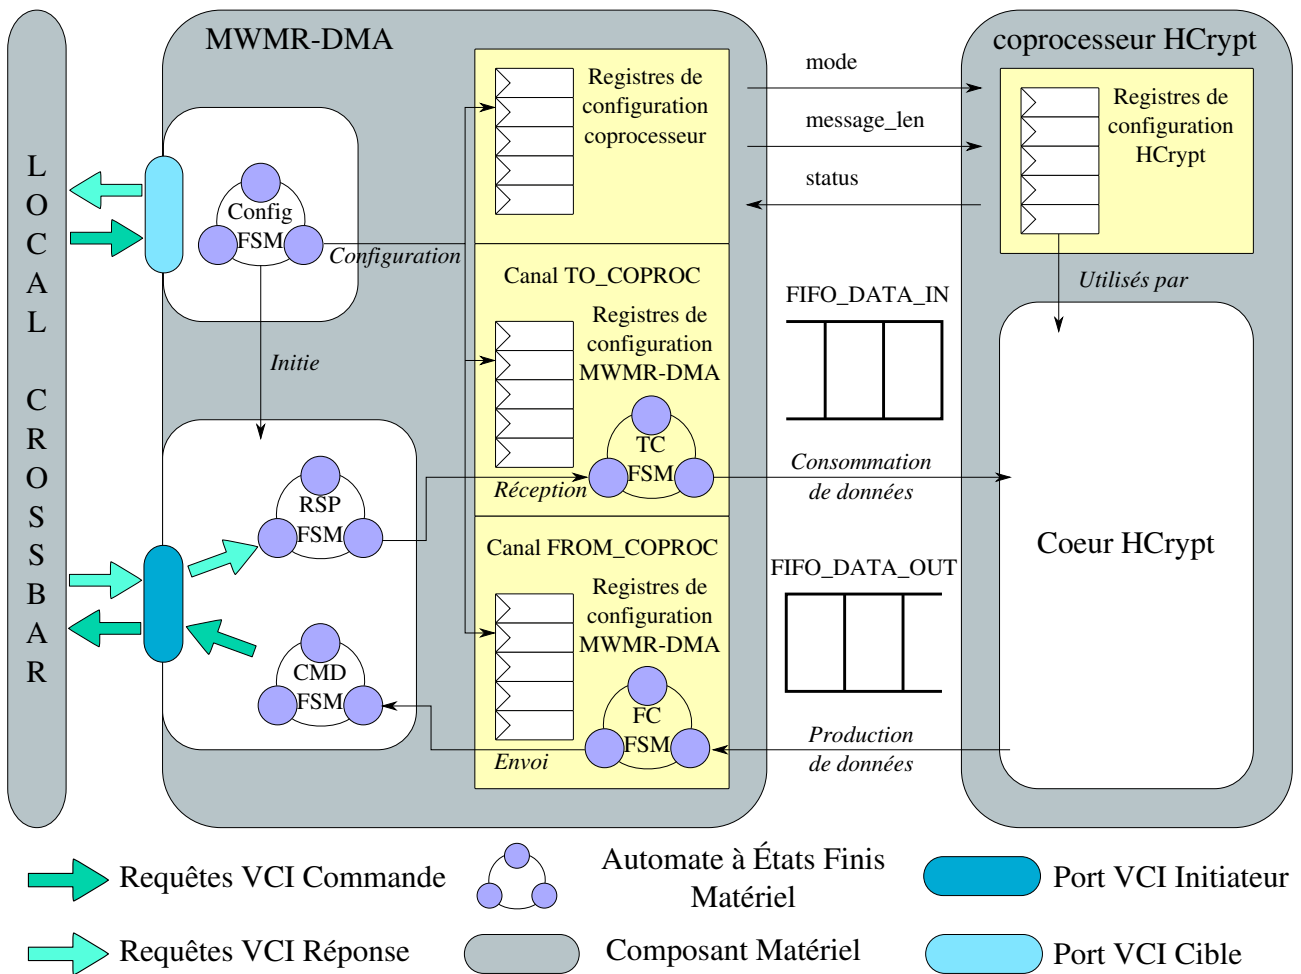 MWMR-DMA
coprocesseur HCrypt
LOCAL CROSSBAR
Config
FSM
Configuration
Initie
Registres de
configuration
coprocesseur
mode
message_len
status
Registres de
configuration
HCrypt
Utilisés par
Canal TO_COPROC
Registres de
configuration
MWMR-DMA
TC
FSM
Réception
FIFO_DATA_IN
Consommation
de données
RSP
FSM
CMD
FSM
Canal FROM_COPROC
Registres de
configuration
MWMR-DMA
FC
FSM
Envoi
FIFO_DATA_OUT
Production
de données
Coeur HCrypt
Requêtes VCI Commande
Automate à États Finis
Matériel
Port VCI Initiateur
Requêtes VCI Réponse
Composant Matériel
Port VCI Cible